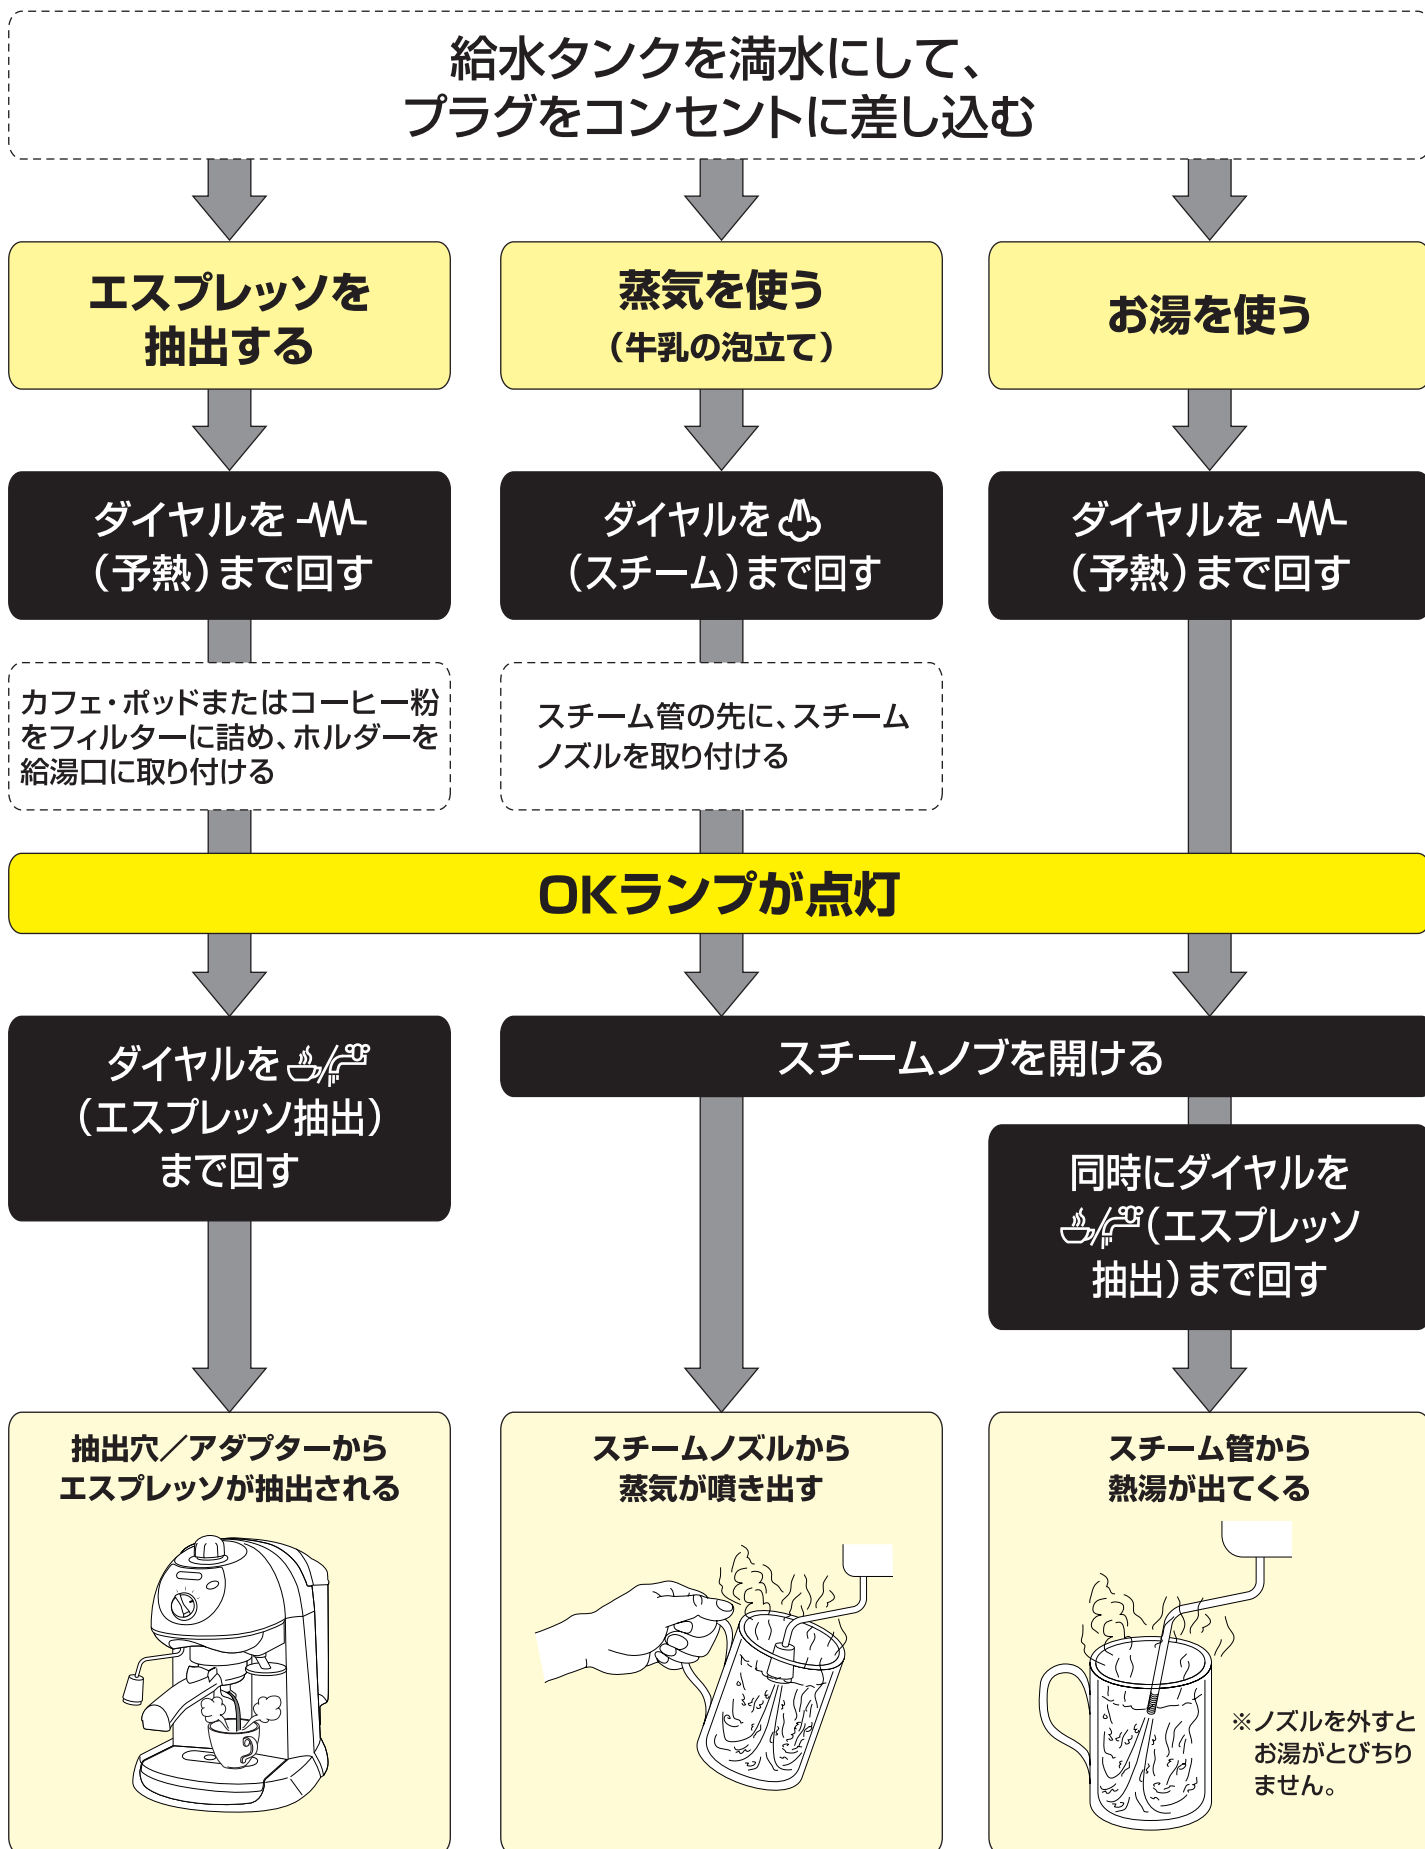 給水タンクを満水にして、
プラグをコンセントに差し込む
エスプレッソを
抽出する
蒸気を使う
（牛乳の泡立て）
お湯を使う
ダイヤルを
（予熱）まで回す
ダイヤルを
（スチーム）まで回す
ダイヤルを
（予熱）まで回す
カフェ・ポッドまたはコーヒー粉
をフィルターに詰め、ホルダーを
給湯口に取り付ける
スチーム管の先に、スチーム
ノズルを取り付ける
OKランプが点灯
ダイヤルを
（エスプレッソ抽出）
まで回す
スチームノブを開ける
同時にダイヤルを
（エスプレッソ
抽出）まで回す
抽出穴／アダプターから
エスプレッソが抽出される
スチームノズルから
蒸気が噴き出す
スチーム管から
熱湯が出てくる
※ノズルを外すと
お湯がとびちり
ません。